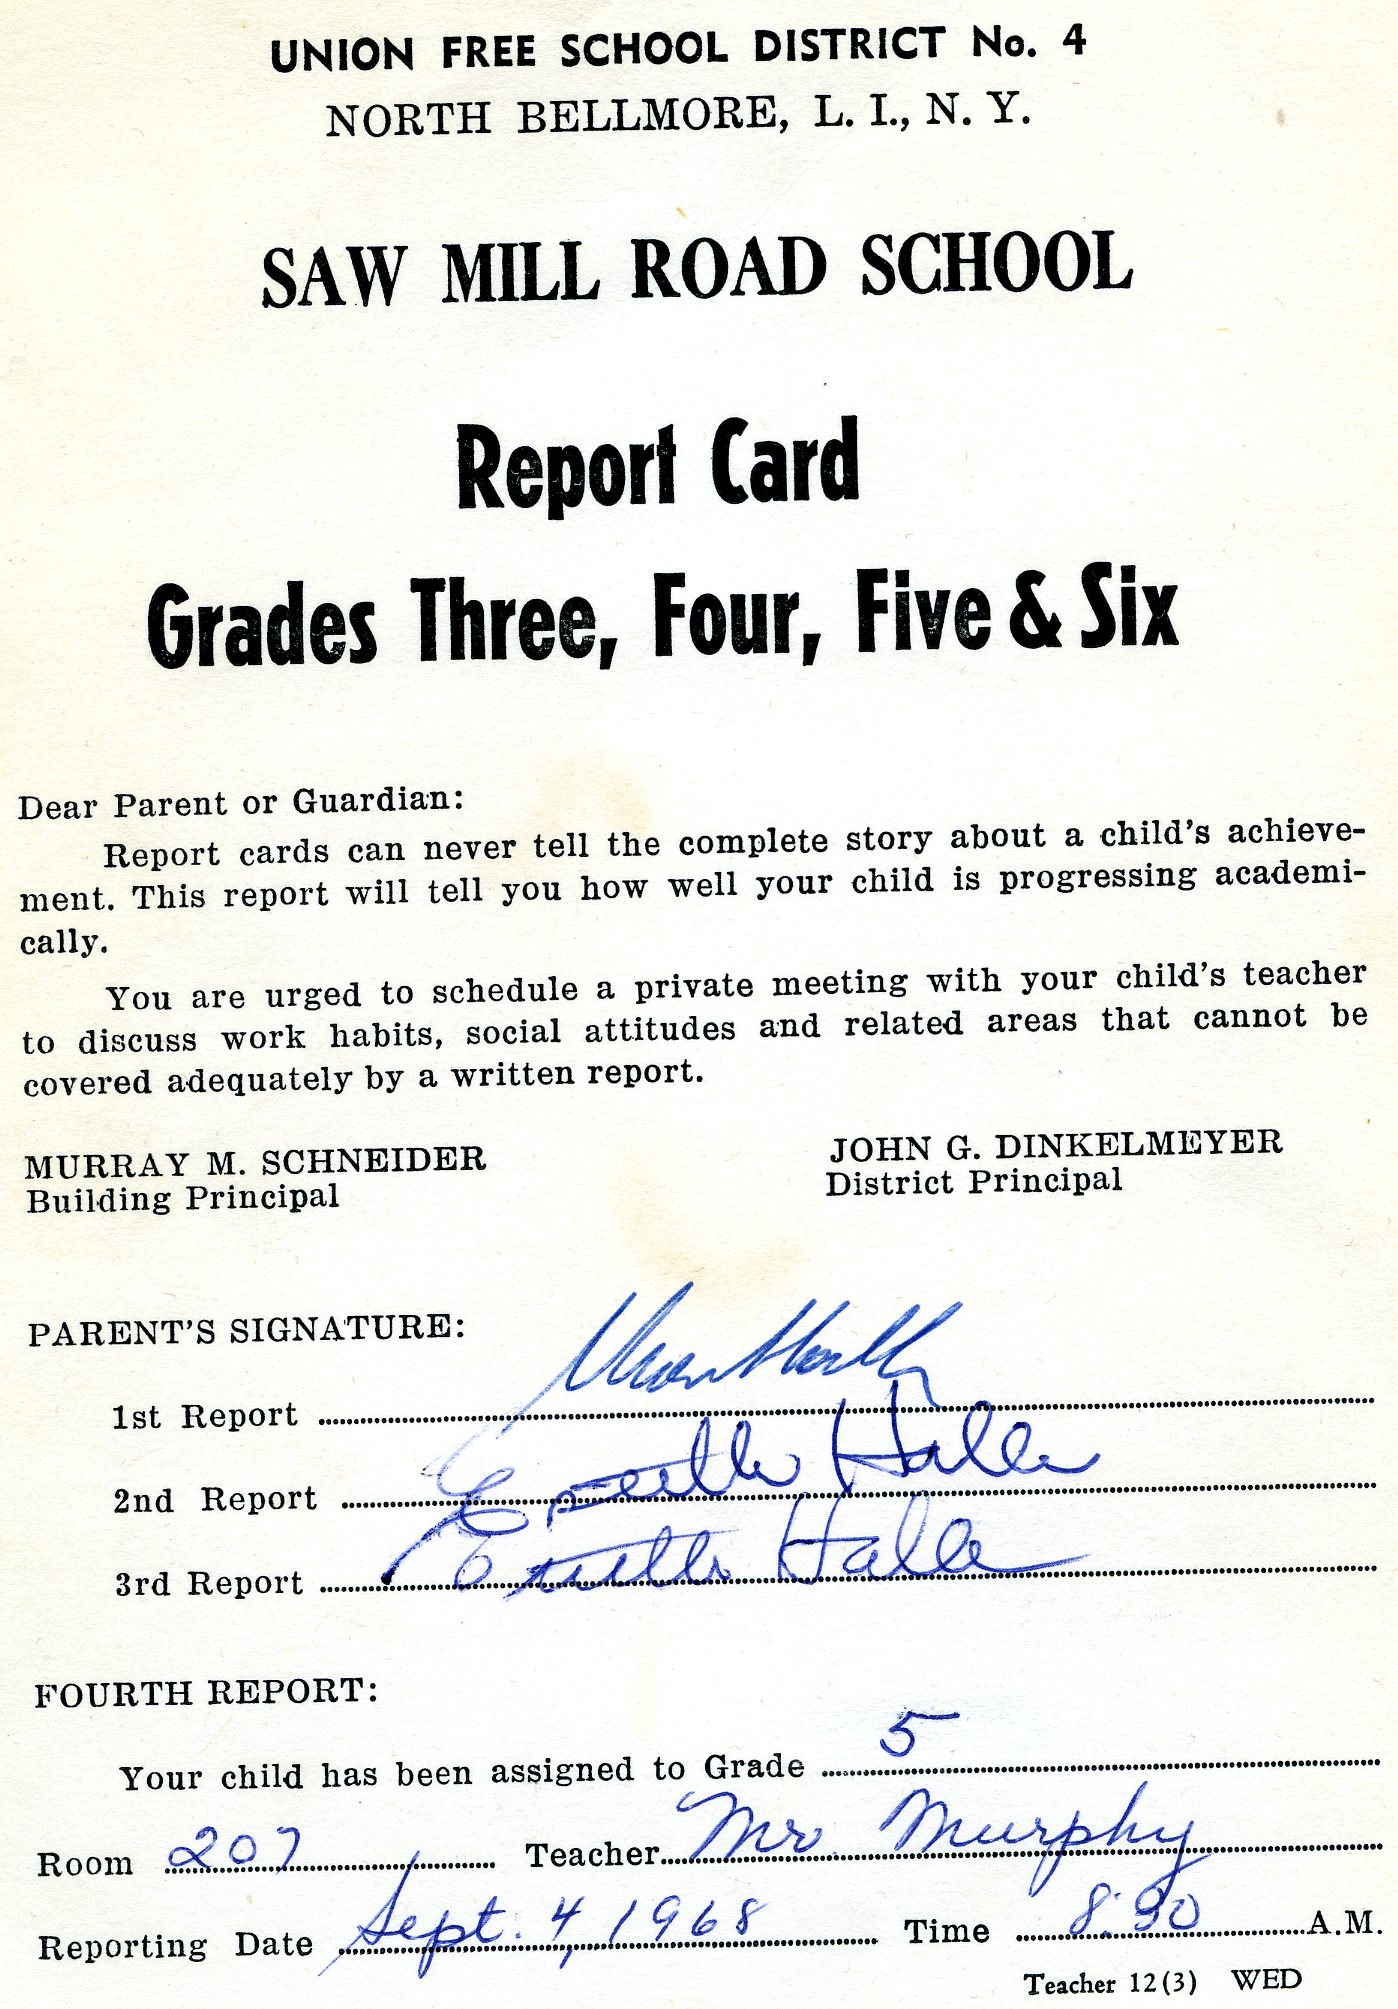 UNION FREE SCHOOL DISTRICT No. 4
NORTH BELLMORE, L. I., N. Y.
SAW MILL ROAD SCHOOL
Report Card
Grades Three, Four, Five & Six
Dear Parent or Guardian:
Report cards can never tell the complete story about a child's achieve-
ment. This report will tell you how well your child is progressing academi-
cally.
You are urged to schedule a private meeting with your child's teacher
to discuss work habits, social attitudes and related areas that cannot be
covered adequately by a written report.
MURRAY M. SCHNEIDER JOHN G. DINKELMEYER
Building Principal District Principal
PARENT'S SIGNATURE:
1st Report
2nd Report Halle
3rd Report Halle
FOURTH REPORT:
Your child has been assigned to Grade 5
Room 207 Teacher Mr. Murphy
Reporting Date Sept. 4, 1968 Time 8:30 A.M.
Teacher 12(3) WED